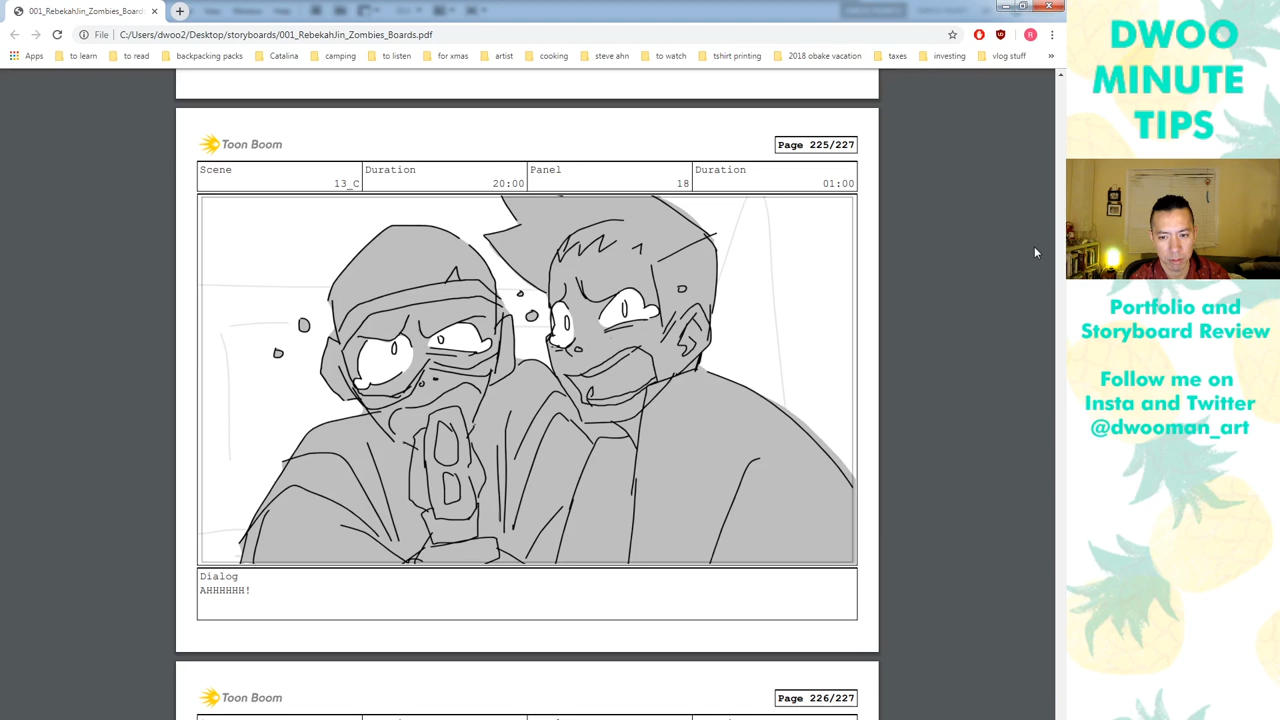 001_RebekahJin_Zombies_Boards
File C:/Users/dwoo2/Desktop/storyboards/001_RebekahJin_Zombies_Boards.pdf
Apps to learn to read backpacking packs Catalina camping to listen for xmas artist cooking steve ahn to watch tshirt printing 2018 obake vacation taxes investing vlog stuff
DWOO
MINUTE
TIPS
Toon Boom Page 225/227
Scene Duration Panel Duration
13_C 20:00 18 01:00
Dialog
AHHHHHH!
Toon Boom Page 226/227
Portfolio and
Storyboard Review
Follow me on
Insta and Twitter
@dwooman_art